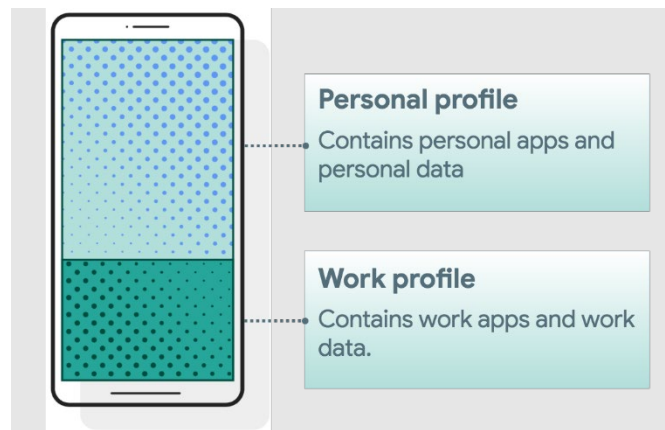 Personal profile
Contains personal apps and
personal data
Work profile
Contains work apps and work
data.